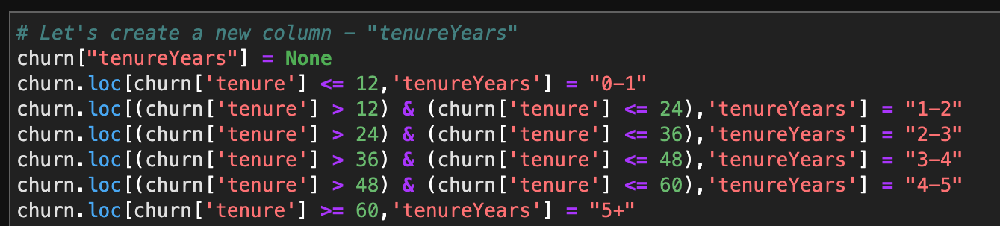 # Let's create a new column - "tenureYears"
churn["tenureYears"] = None
churn.loc[churn['tenure'] <= 12,'tenureYears'] = "0-1"
churn.loc[(churn['tenure'] > 12) & (churn['tenure'] <= 24),'tenureYears'] = "1-2"
churn.loc[(churn['tenure'] > 24) & (churn['tenure'] <= 36),'tenureYears'] = "2-3"
churn.loc[(churn['tenure'] > 36) & (churn['tenure'] <= 48),'tenureYears'] = "3-4"
churn.loc[(churn['tenure'] > 48) & (churn['tenure'] <= 60),'tenureYears'] = "4-5"
churn.loc[churn['tenure'] >= 60,'tenureYears'] = "5+"